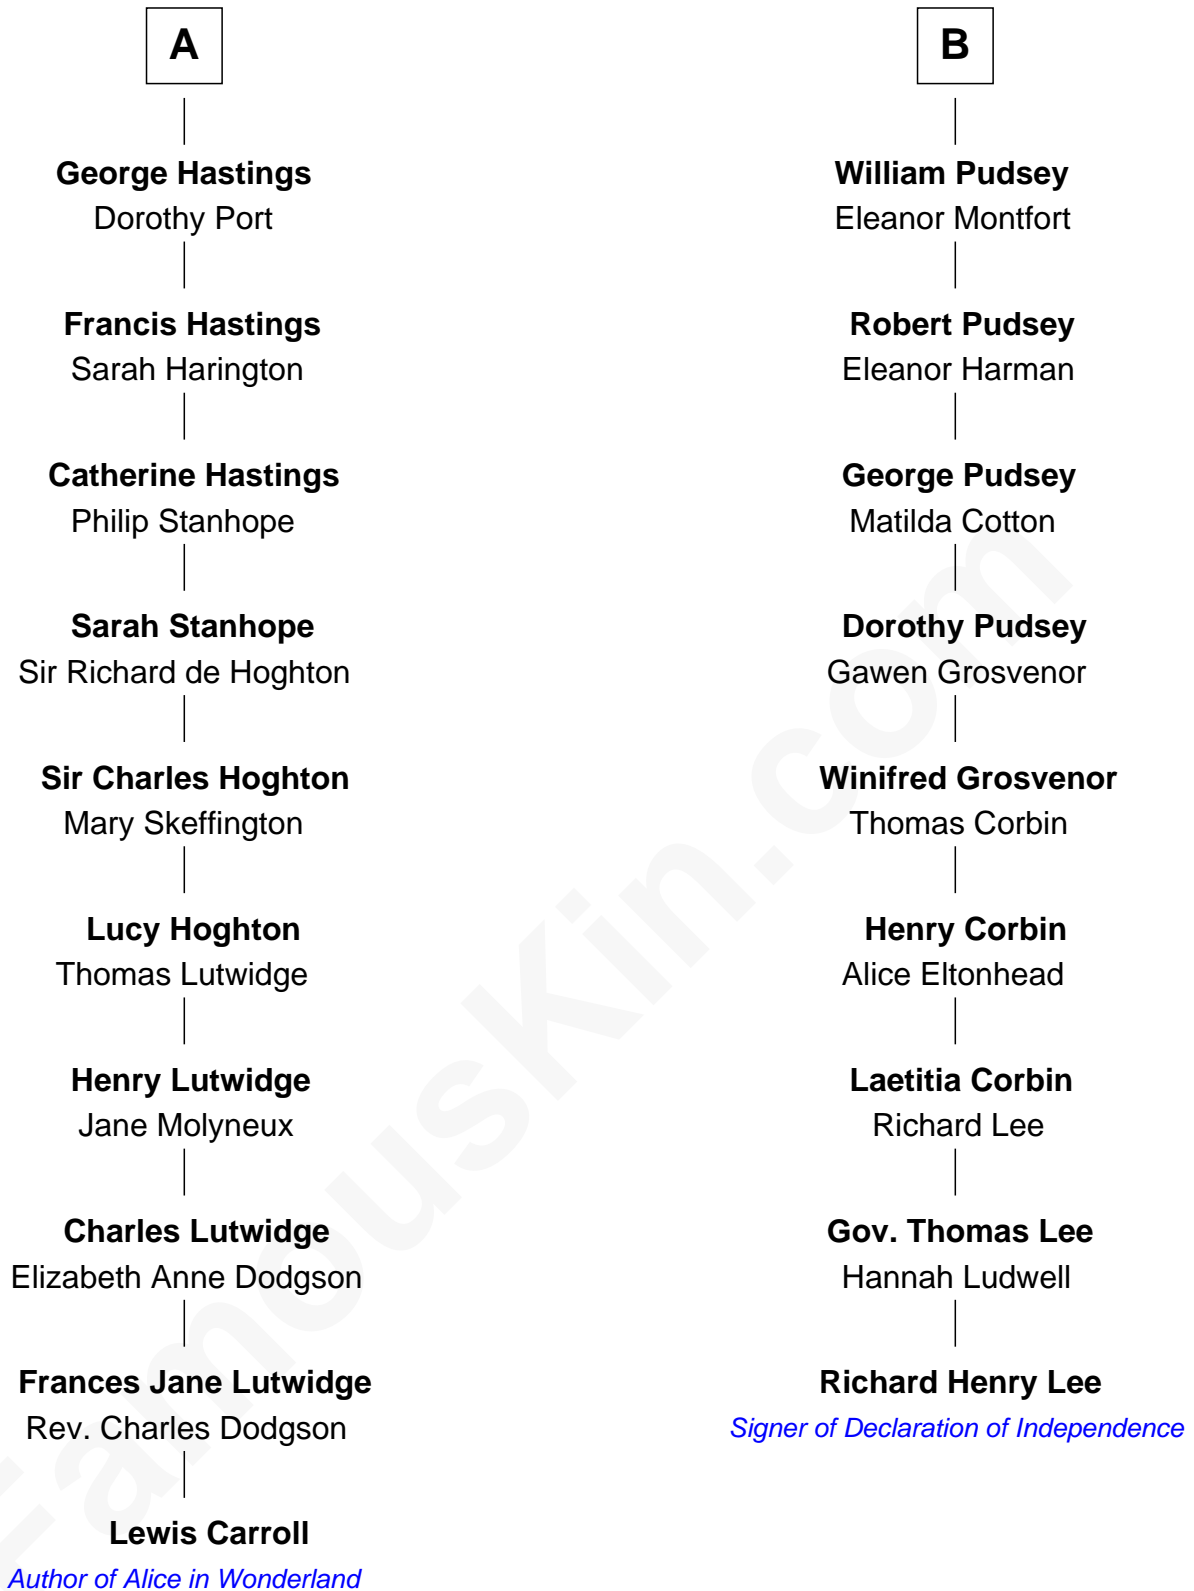 A
George Hastings
Dorothy Port
Francis Hastings
Sarah Harington
Catherine Hastings
Philip Stanhope
Sarah Stanhope
Sir Richard de Hoghton
Sir Charles Hoghton
Mary Skeffington
Lucy Hoghton
Thomas Lutwidge
Henry Lutwidge
Jane Molyneux
Charles Lutwidge
Elizabeth Anne Dodgson
Frances Jane Lutwidge
Rev. Charles Dodgson
Lewis Carroll
Author of Alice in Wonderland
B
William Pudsey
Eleanor Montfort
Robert Pudsey
Eleanor Harman
George Pudsey
Matilda Cotton
Dorothy Pudsey
Gawen Grosvenor
Winifred Grosvenor
Thomas Corbin
Henry Corbin
Alice Eltonhead
Laetitia Corbin
Richard Lee
Gov. Thomas Lee
Hannah Ludwell
Richard Henry Lee
Signer of Declaration of Independence
FamousKin.com